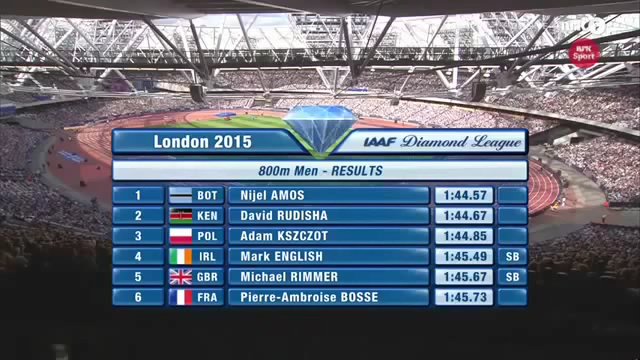 NRK
Sport
London 2015 IAAF Diamond League
800m Men - RESULTS
1 BOT Nijel AMOS 1:44.57
2 KEN David RUDISHA 1:44.67
3 POL Adam KSZCZOT 1:44.85
4 IRL Mark ENGLISH 1:45.49 SB
5 GBR Michael RIMMER 1:45.67 SB
6 FRA Pierre-Ambroise BOSSE 1:45.73